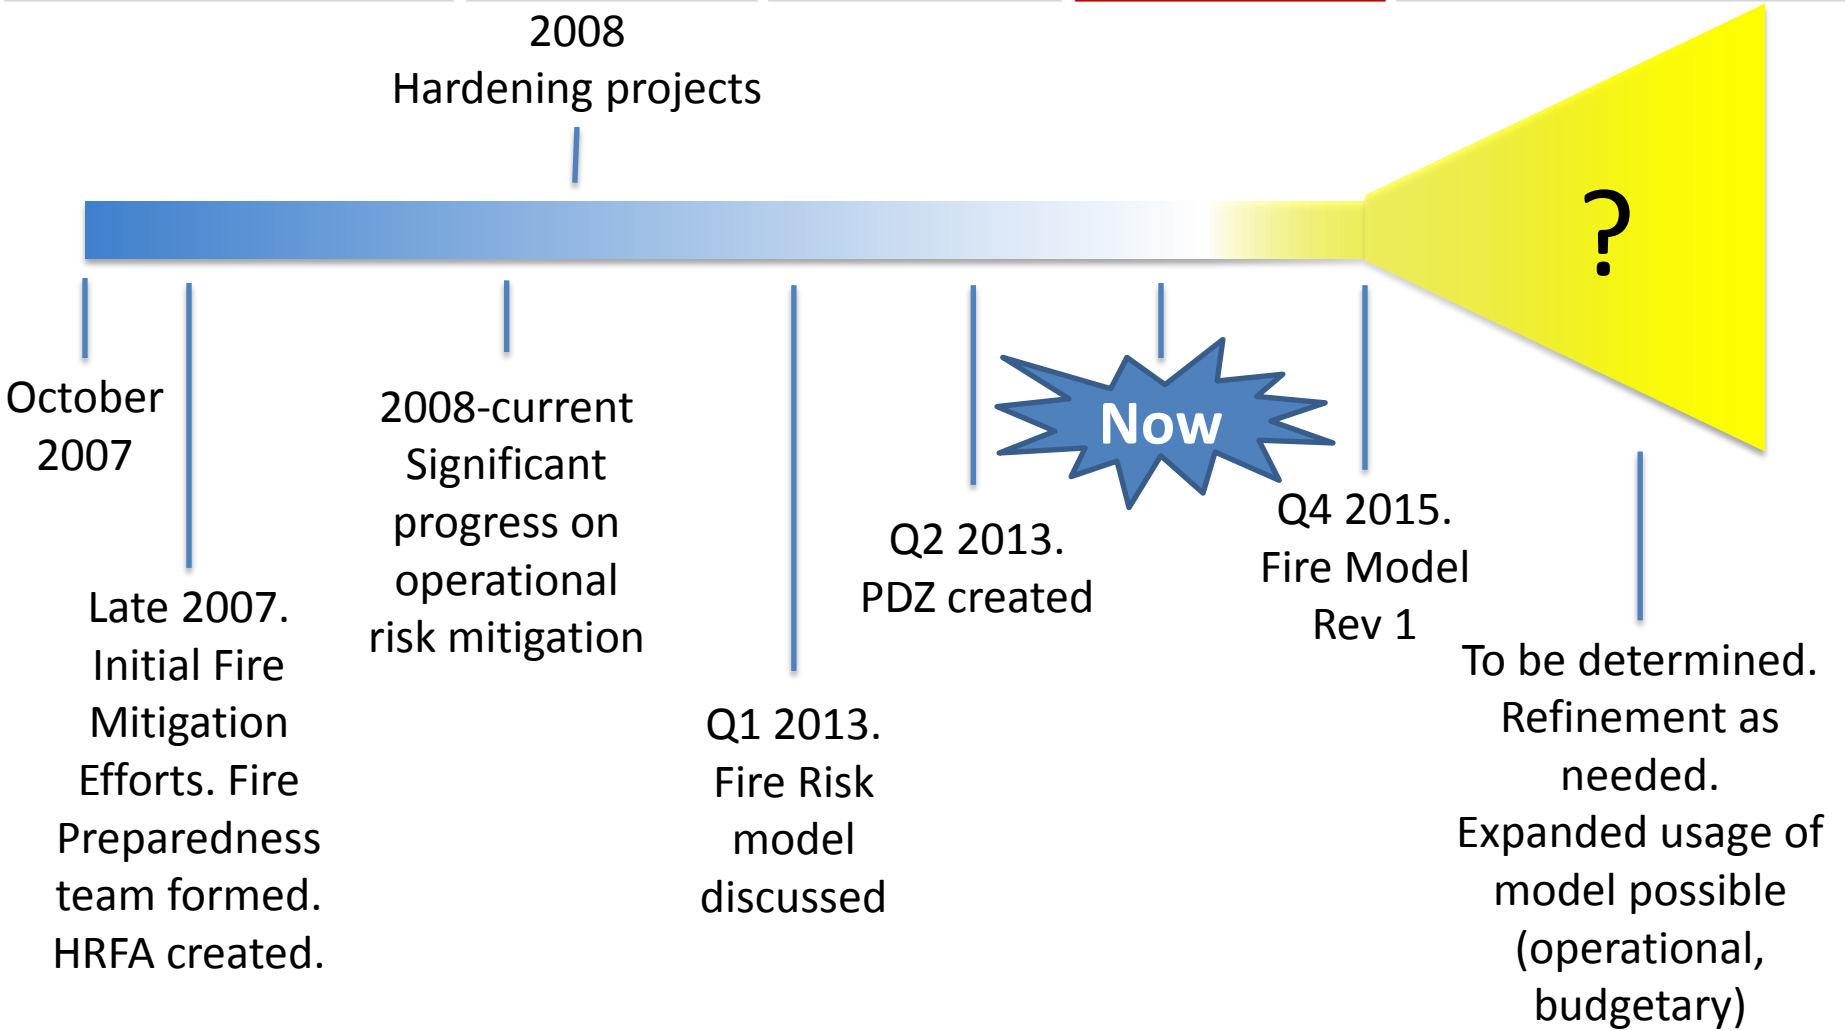 2008
Hardening projects
?
October
2007
Late 2007.
Initial Fire
Mitigation
Efforts. Fire
Preparedness
team formed.
HRFA created.
2008-current
Significant
progress on
operational
risk mitigation
Q1 2013.
Fire Risk
model
discussed
Q2 2013.
PDZ created
Now
Q4 2015.
Fire Model
Rev 1
To be determined.
Refinement as
needed.
Expanded usage of
model possible
(operational,
budgetary)